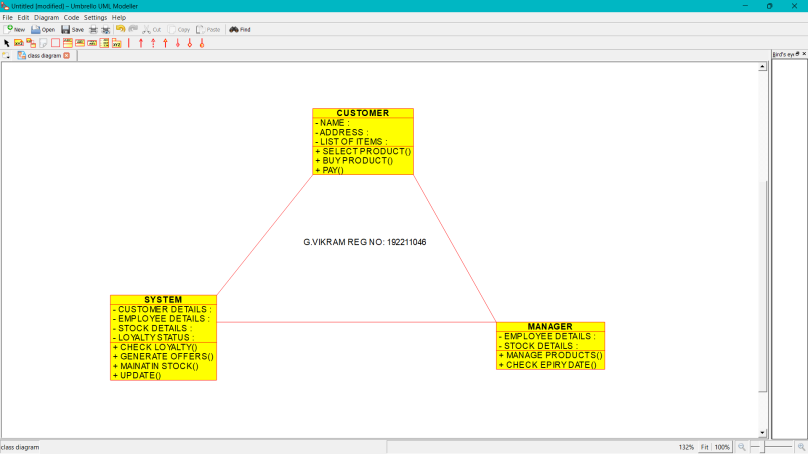 Untitled [modified] – Umbrello UML Modeller
File Edit Diagram Code Settings Help
New Open Save Cut Copy Paste Find
class diagram
Bird's eye
CUSTOMER
- NAME :
- ADDRESS :
- LIST OF ITEMS :
+ SELECT PRODUCT()
+ BUY PRODUCT()
+ PAY()
G.VIKRAM REG NO: 192211046
SYSTEM
- CUSTOMER DETAILS :
- EMPLOYEE DETAILS :
- STOCK DETAILS :
- LOYALTY STATUS :
+ CHECK LOYALTY()
+ GENERATE OFFERS()
+ MAINATIN STOCK()
+ UPDATE()
MANAGER
- EMPLOYEE DETAILS :
- STOCK DETAILS :
+ MANAGE PRODUCTS()
+ CHECK EPIRY DATE()
class diagram
132% Fit 100%